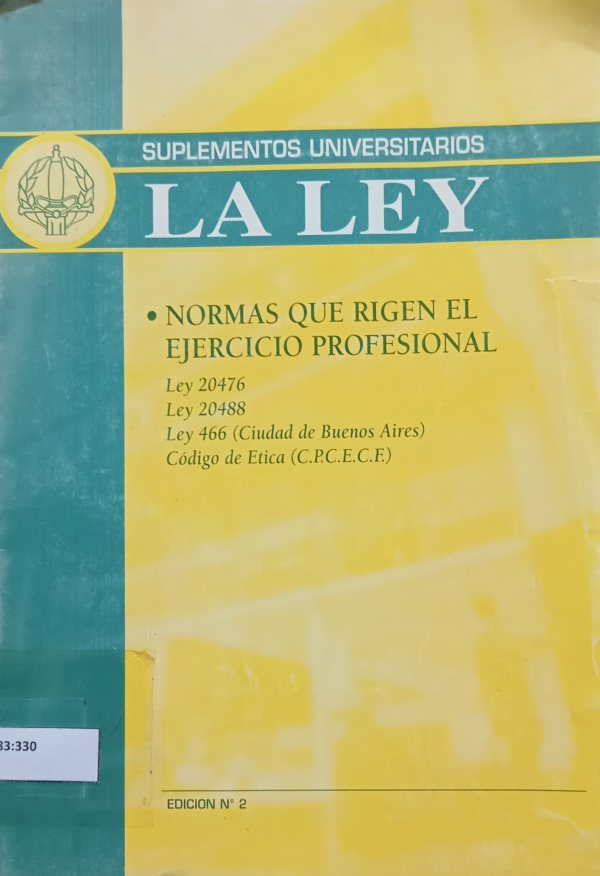 SUPLEMENTOS UNIVERSITARIOS
LA LEY
• NORMAS QUE RIGEN EL
EJERCICIO PROFESIONAL
Ley 20476
Ley 20488
Ley 466 (Ciudad de Buenos Aires)
Código de Etica (C.P.C.E.C.F.)
33:330
EDICION N° 2